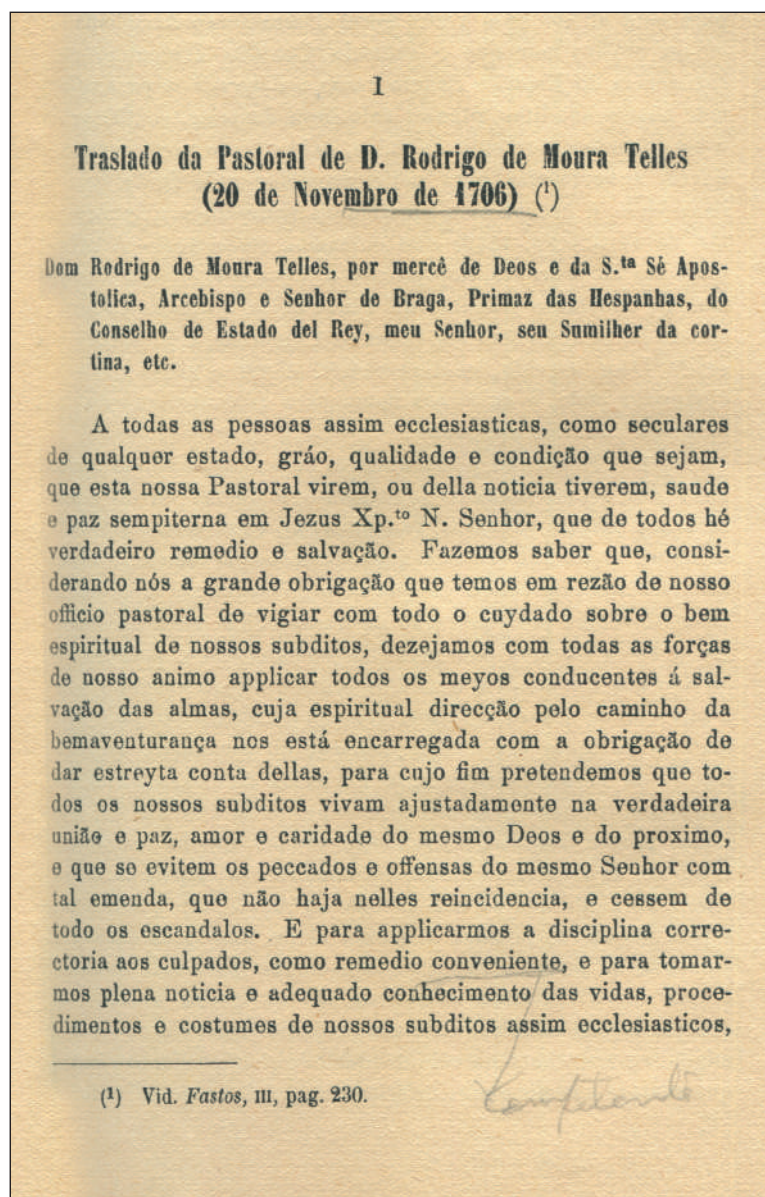 I
Traslado da Pastoral de D. Rodrigo de Moura Telles
(20 de Novembro de 1706) (¹)
Dom Rodrigo de Moura Telles, por mercê de Deos e da S.ta Sé Apos-
tolica, Arcebispo e Senhor de Braga, Primaz das Hespanhas, do
Conselho de Estado del Rey, meu Senhor, seu Sumilher da cor-
tina, etc.
A todas as pessoas assim ecclesiasticas, como seculares
de qualquer estado, gráo, qualidade e condição que sejam,
que esta nossa Pastoral virem, ou della noticia tiverem, saude
e paz sempiterna em Jezus Xp.to N. Senhor, que de todos hé
verdadeiro remedio e salvação. Fazemos saber que, consi-
derando nós a grande obrigação que temos em rezão de nosso
officio pastoral de vigiar com todo o cuydado sobre o bem
espiritual de nossos subditos, dezejamos com todas as forças
de nosso animo applicar todos os meyos conducentes á sal-
vação das almas, cuja espiritual direcção pelo caminho da
bemaventurança nos está encarregada com a obrigação de
dar estreyta conta dellas, para cujo fim pretendemos que to-
dos os nossos subditos vivam ajustadamente na verdadeira
união e paz, amor e caridade do mesmo Deos e do proximo,
e que se evitem os peccados e offensas do mesmo Senhor com
tal emenda, que não haja nelles reincidencia, e cessem de
todo os escandalos. E para applicarmos a disciplina corre-
ctoria aos culpados, como remedio conveniente, e para tomar-
mos plena noticia e adequado conhecimento das vidas, proce-
dimentos e costumes de nossos subditos assim ecclesiasticos,
(¹) Vid. Fastos, III, pag. 230.